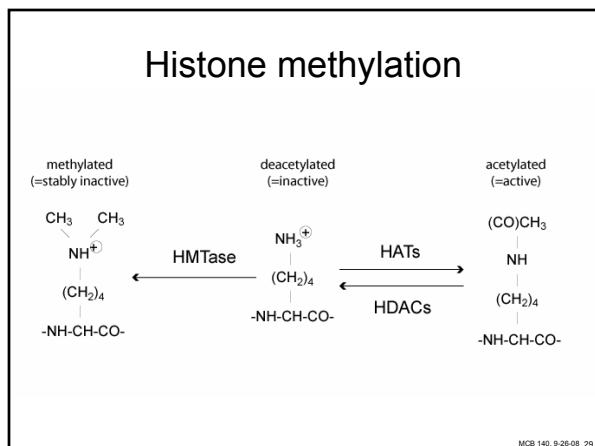 Histone methylation
methylated
(=stably inactive)
deacetylated
(=inactive)
acetylated
(=active)
CH₃ CH₃
NH⊕
(CH₂)₄
-NH-CH-CO-
HMTase
NH₃⊕
(CH₂)₄
-NH-CH-CO-
HATs
HDACs
(CO)CH₃
NH
(CH₂)₄
-NH-CH-CO-
MCB 140, 9-26-08 29